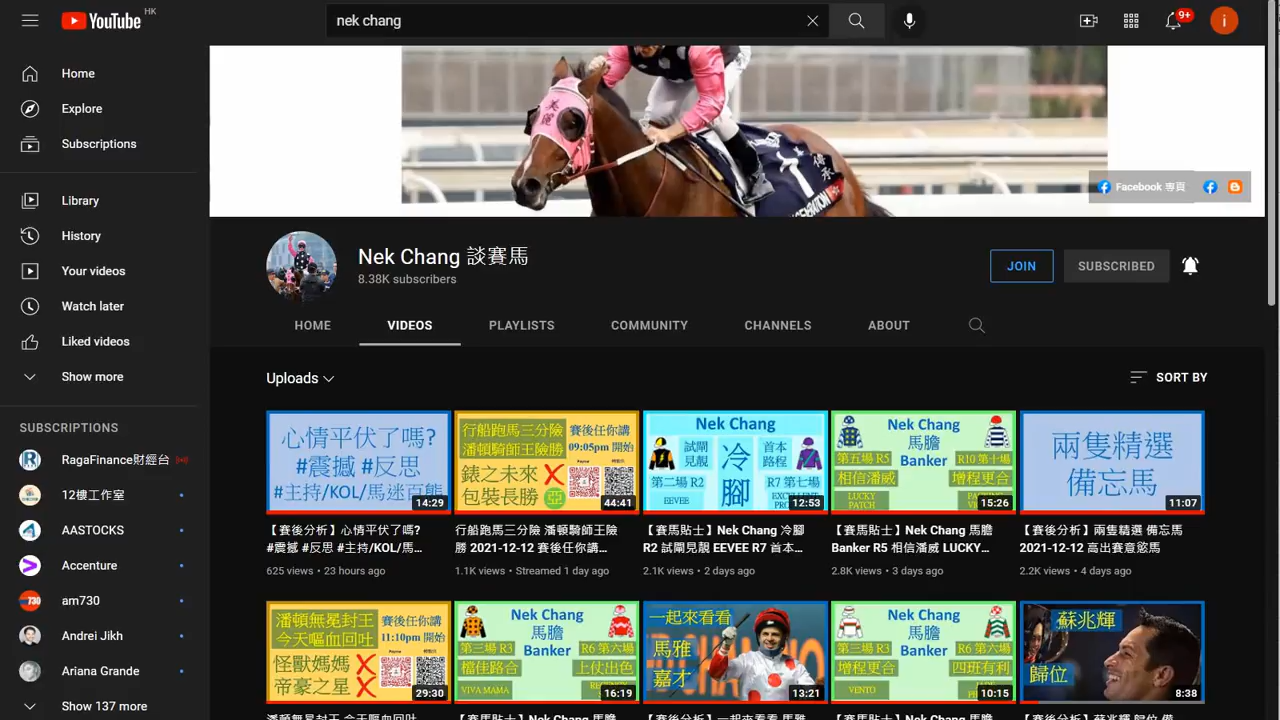 YouTube HK
nek chang
9+
i
Home
Explore
Subscriptions
Library
History
Your videos
Watch later
Liked videos
Show more
SUBSCRIPTIONS
RagaFinance財經台
12樓工作室
AASTOCKS
Accenture
am730
Andrei Jikh
Ariana Grande
Show 137 more
傳承
Facebook 專頁
Nek Chang 談賽馬
8.38K subscribers
JOIN
SUBSCRIBED
HOME
VIDEOS
PLAYLISTS
COMMUNITY
CHANNELS
ABOUT
Uploads
SORT BY
心情平伏了嗎?
#震撼 #反思
#主持/KOL/馬迷百態
14:29
【賽後分析】心情平伏了嗎?
#震撼 #反思 #主持/KOL/馬...
625 views • 23 hours ago
行船跑馬三分險
潘頓騎師王險勝
賽後任你講
09:05pm 開始
錶之未來
包裝長勝
44:41
行船跑馬三分險 潘頓騎師王險
勝 2021-12-12 賽後任你講...
1.1K views • Streamed 1 day ago
Nek Chang
試閘
見靚
冷
腳
首本
路程
第二場 R2
R7 第七場
EEVEE
12:53
【賽馬貼士】Nek Chang 冷腳
R2 試閘見靚 EEVEE R7 首本...
2.1K views • 2 days ago
Nek Chang
馬膽
Banker
第五場 R5
R10 第十場
相信潘威
增程更合
LUCKY
PATCH
15:26
【賽馬貼士】Nek Chang 馬膽
Banker R5 相信潘威 LUCKY...
2.8K views • 3 days ago
兩隻精選
備忘馬
11:07
【賽後分析】兩隻精選 備忘馬
2021-12-12 高出賽意慾馬
2.2K views • 4 days ago
潘頓無冕封王
今天嘔血回吐
賽後任你講
11:10pm 開始
怪獸媽媽
帝豪之星
29:30
Nek Chang
馬膽
Banker
第三場 R3
R6 第六場
檔佳路合
上仗出色
VIVA MAMA
16:19
一起來看看
馬雅
嘉才
13:21
Nek Chang
馬膽
Banker
第三場 R3
R6 第六場
增程更合
四班有利
VENTO
10:15
蘇兆輝
歸位
8:38